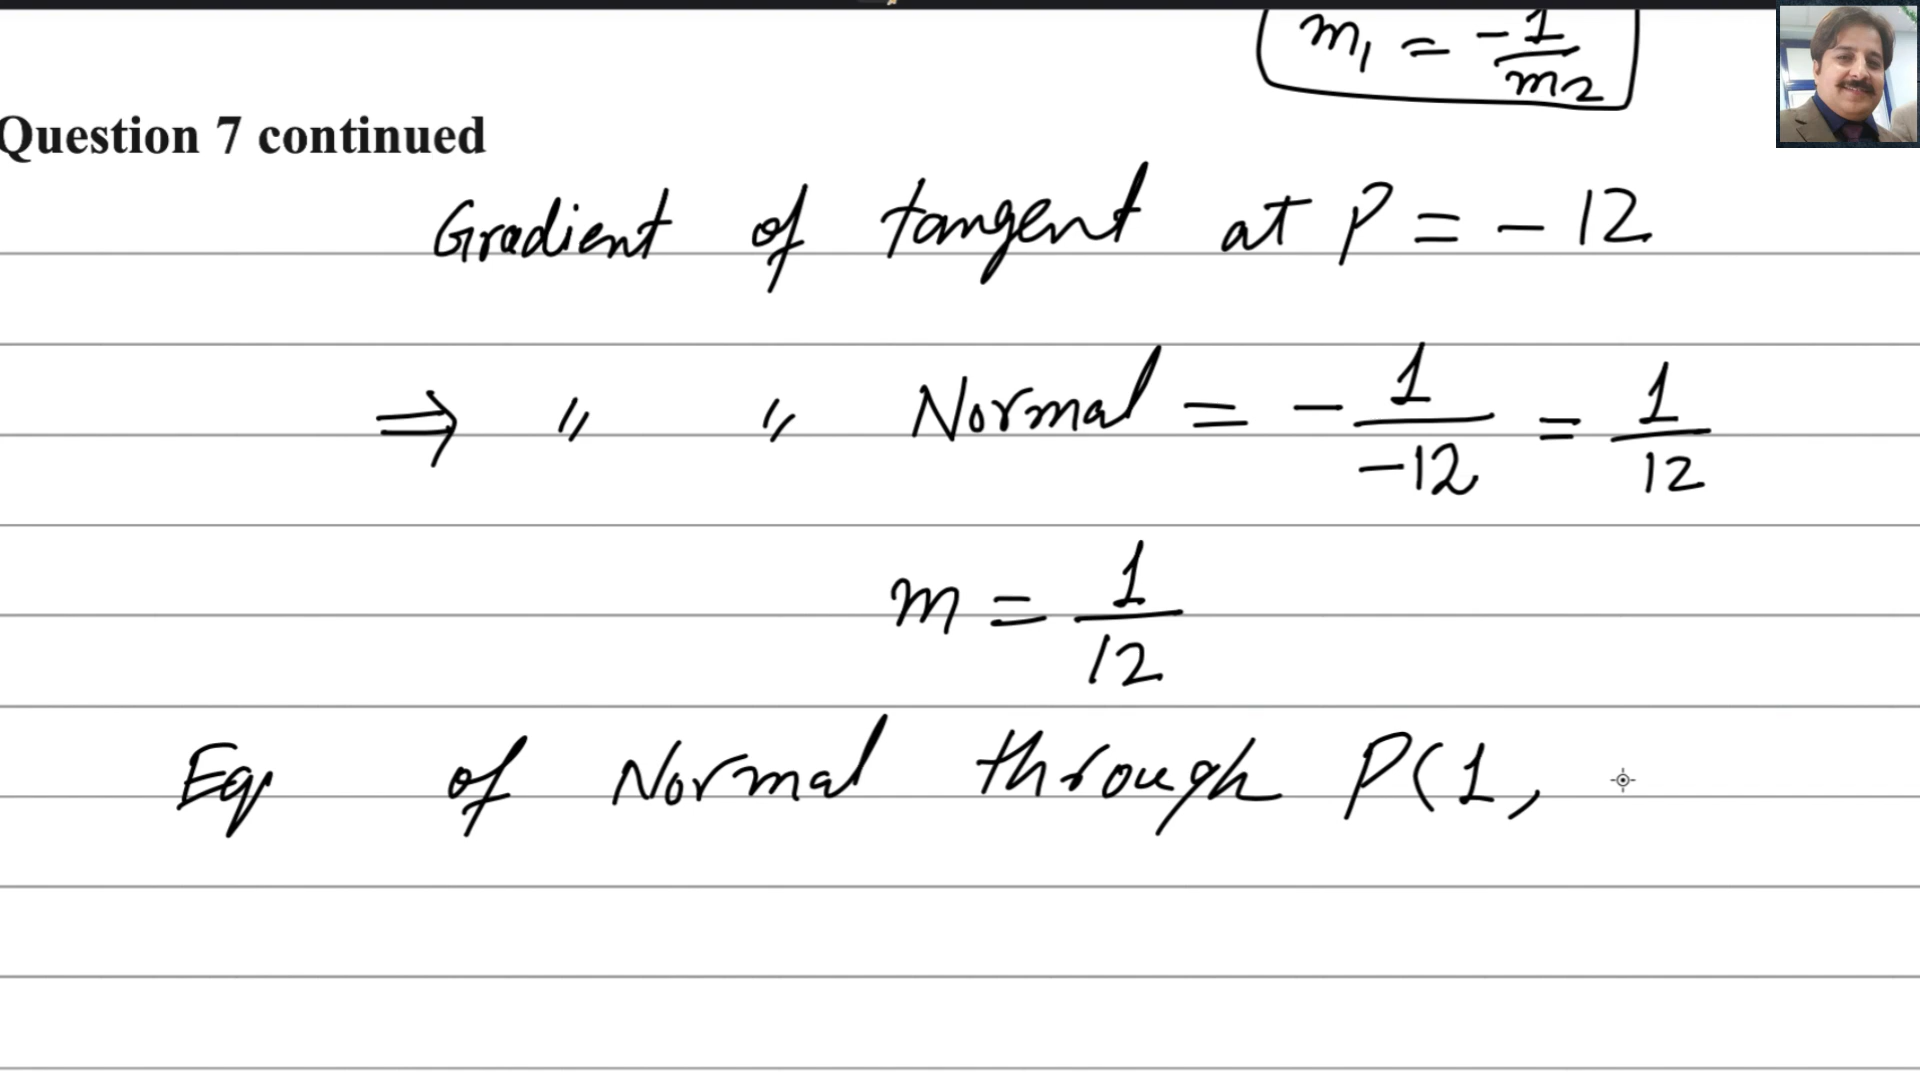 m₁ = -1/m₂
Question 7 continued
Gradient of tangent at P = -12
⇒ " " Normal = -1/-12 = 1/12
m = 1/12
Eq of Normal through P(1,